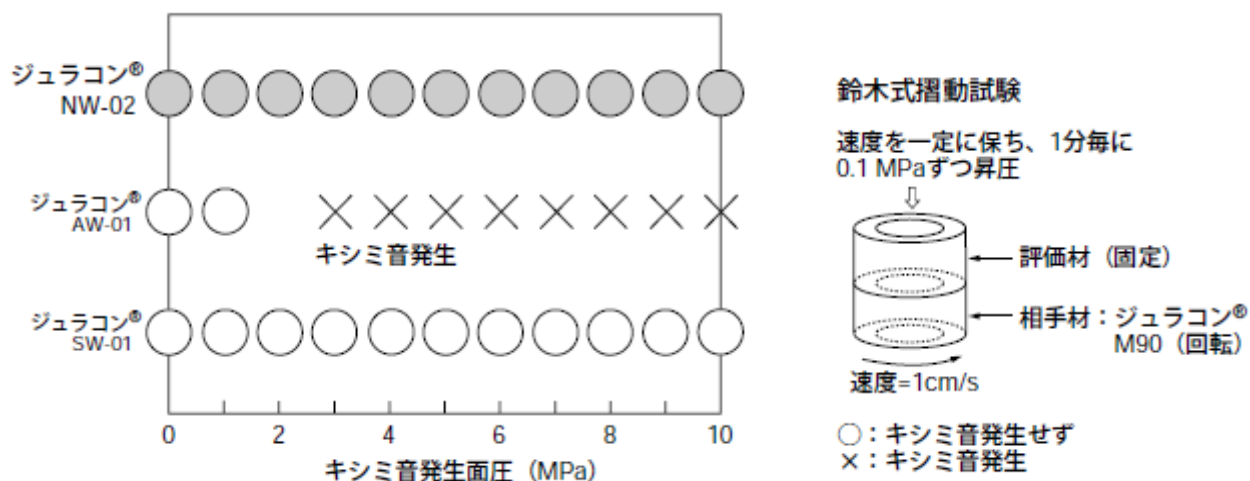 ジュラコン®
NW-02
ジュラコン®
AW-01
キシミ音発生
ジュラコン®
SW-01
0 2 4 6 8 10
キシミ音発生面圧（MPa）
鈴木式摺動試験
速度を一定に保ち、1分毎に
0.1 MPaずつ昇圧
評価材（固定）
相手材：ジュラコン®
M90（回転）
速度=1cm/s
○：キシミ音発生せず
×：キシミ音発生